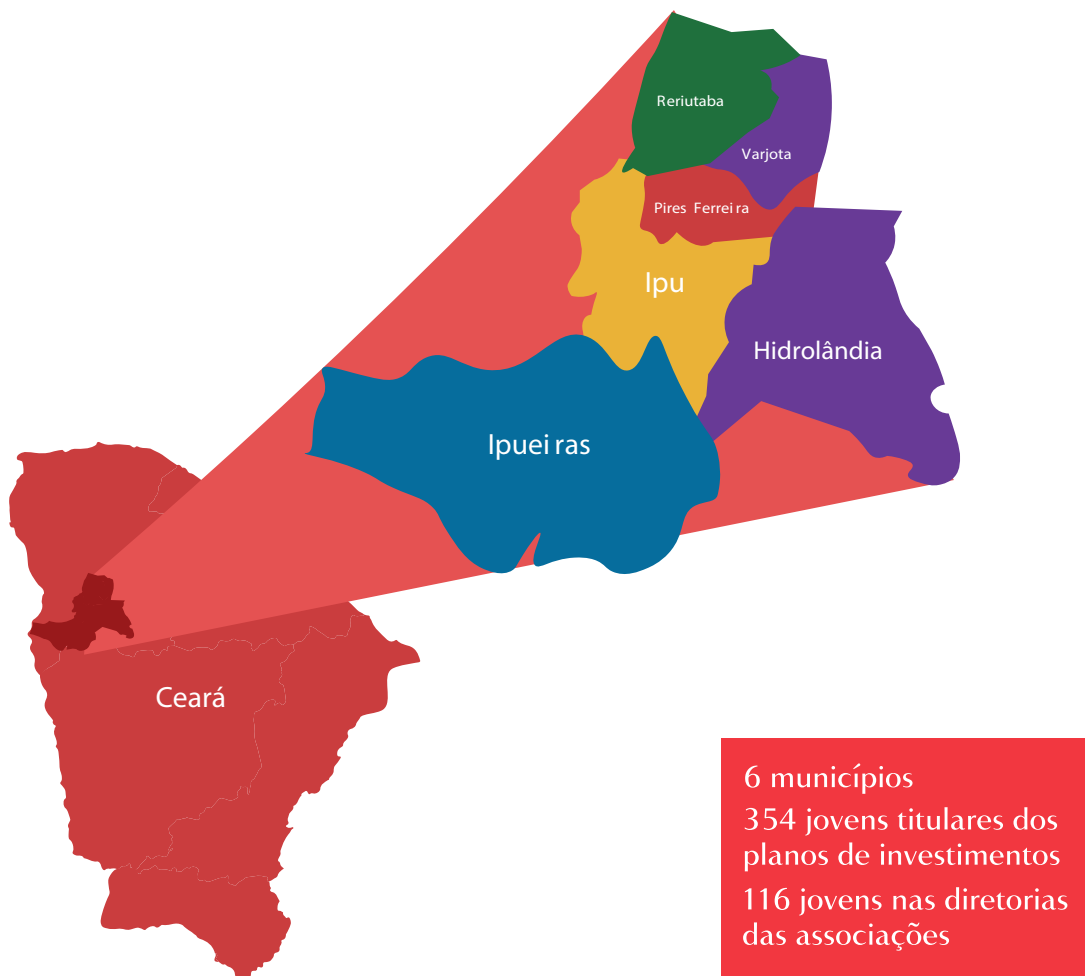 Reriutaba
Varjota
Pires Ferreira
Ipu
Hidrolândia
Ipueiras
Ceará
6 municípios
354 jovens titulares dos
planos de investimentos
116 jovens nas diretorias
das associações